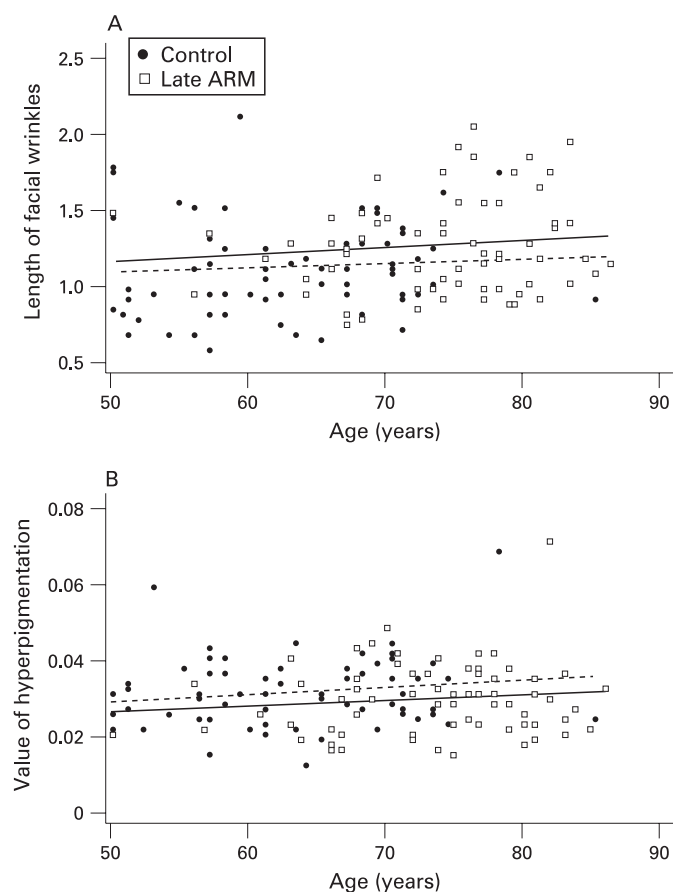 A
Control
Late ARM
2.5
2.0
1.5
1.0
0.5
Length of facial wrinkles
50 60 70 80 90
Age (years)
B
0.08
0.06
0.04
0.02
0
Value of hyperpigmentation
50 60 70 80 90
Age (years)